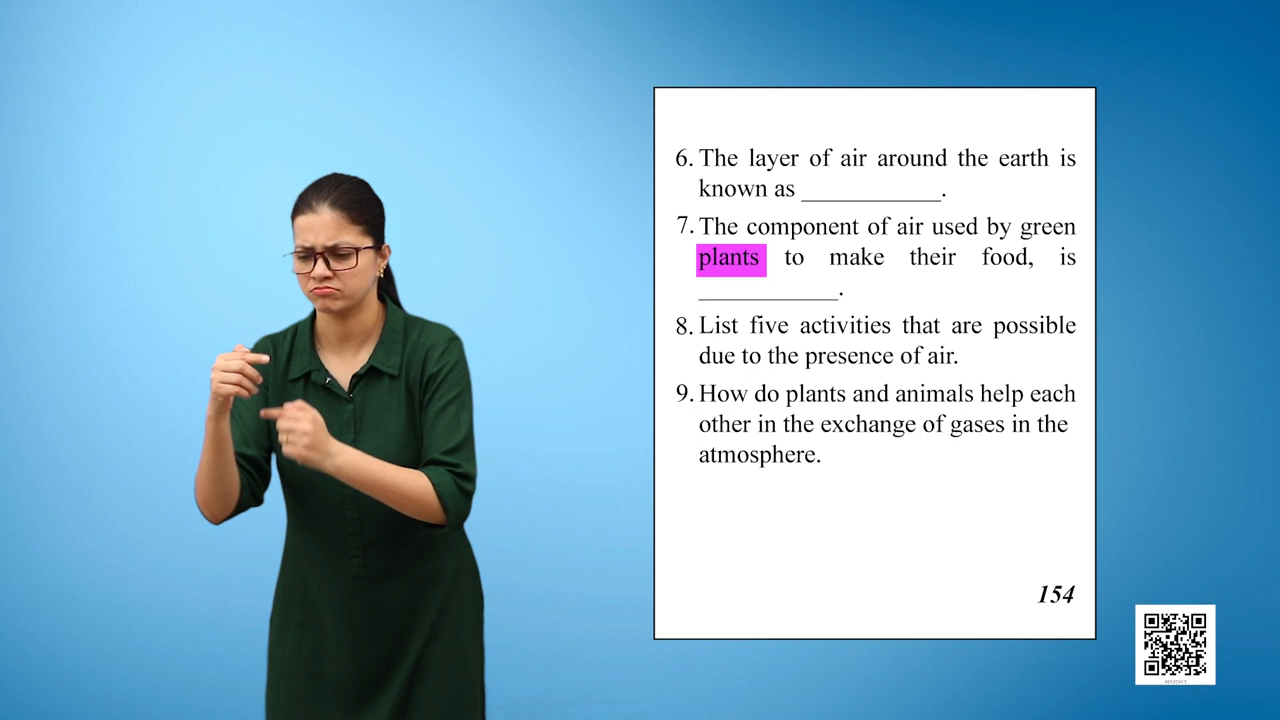 6. The layer of air around the earth is
known as ___________.
7. The component of air used by green
plants to make their food, is
___________.
8. List five activities that are possible
due to the presence of air.
9. How do plants and animals help each
other in the exchange of gases in the
atmosphere.
154